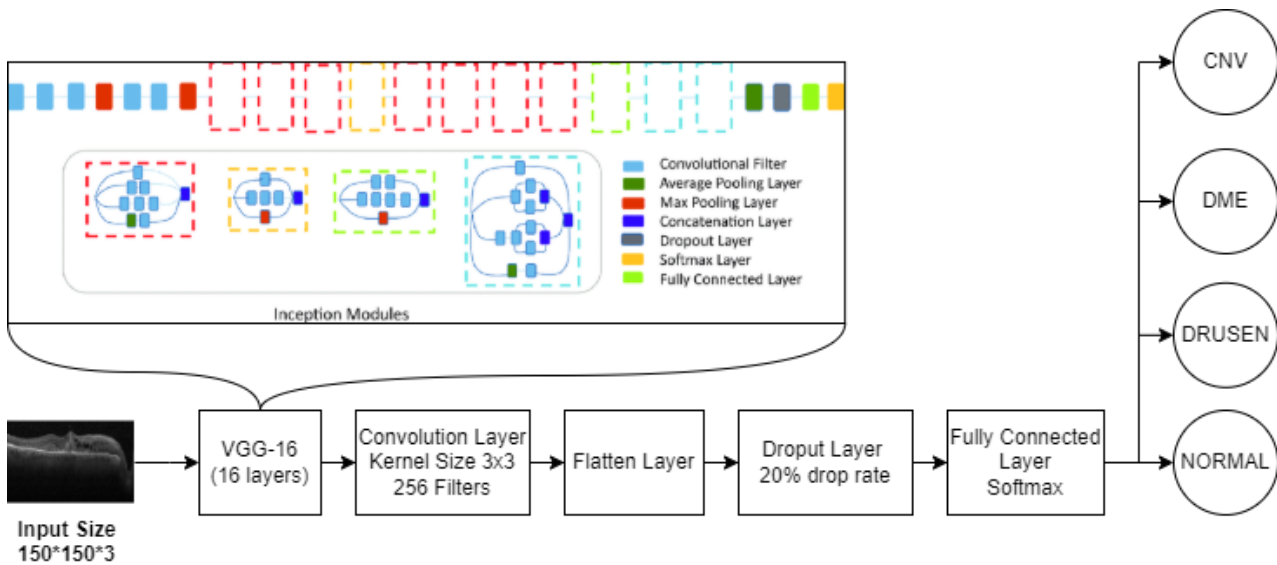 Convolutional Filter
Average Pooling Layer
Max Pooling Layer
Concatenation Layer
Dropout Layer
Softmax Layer
Fully Connected Layer
Inception Modules
Input Size
150*150*3
VGG-16
(16 layers)
Convolution Layer
Kernel Size 3x3
256 Filters
Flatten Layer
Droput Layer
20% drop rate
Fully Connected
Layer
Softmax
CNV
DME
DRUSEN
NORMAL